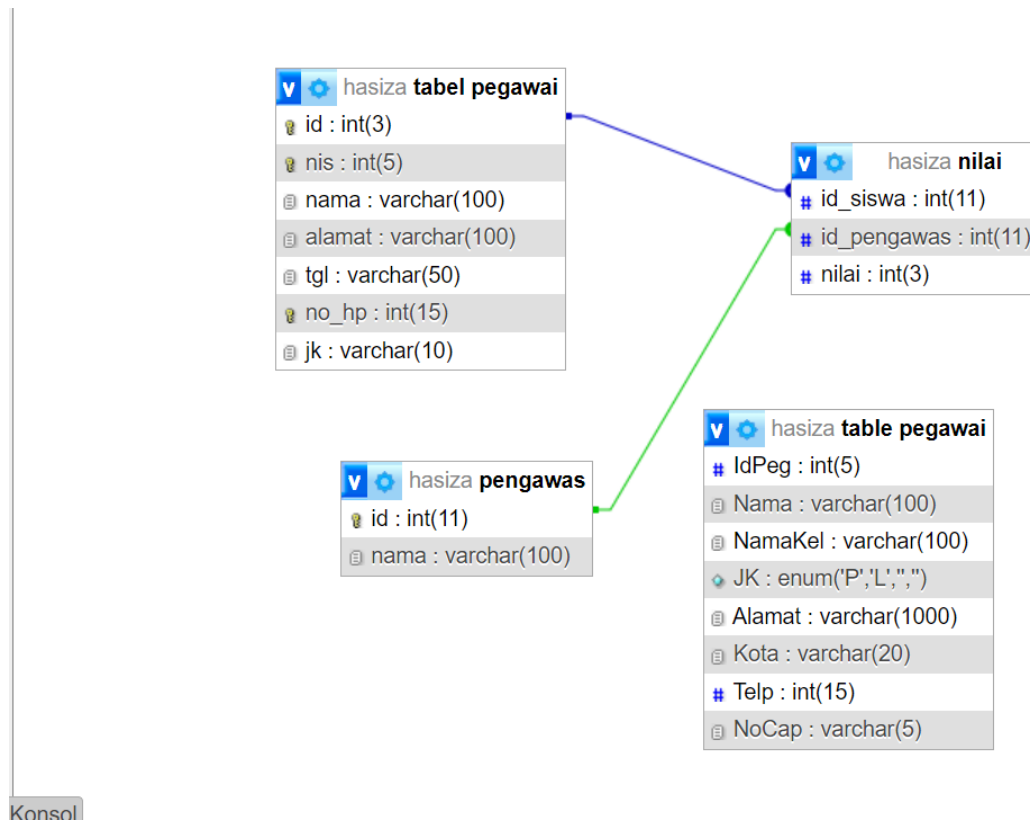 hasiza tabel pegawai
id : int(3)
nis : int(5)
nama : varchar(100)
alamat : varchar(100)
tgl : varchar(50)
no_hp : int(15)
jk : varchar(10)
hasiza nilai
id_siswa : int(11)
id_pengawas : int(11)
nilai : int(3)
hasiza pengawas
id : int(11)
nama : varchar(100)
hasiza table pegawai
IdPeg : int(5)
Nama : varchar(100)
NamaKel : varchar(100)
JK : enum('P','L','','')
Alamat : varchar(1000)
Kota : varchar(20)
Telp : int(15)
NoCap : varchar(5)
Konsol